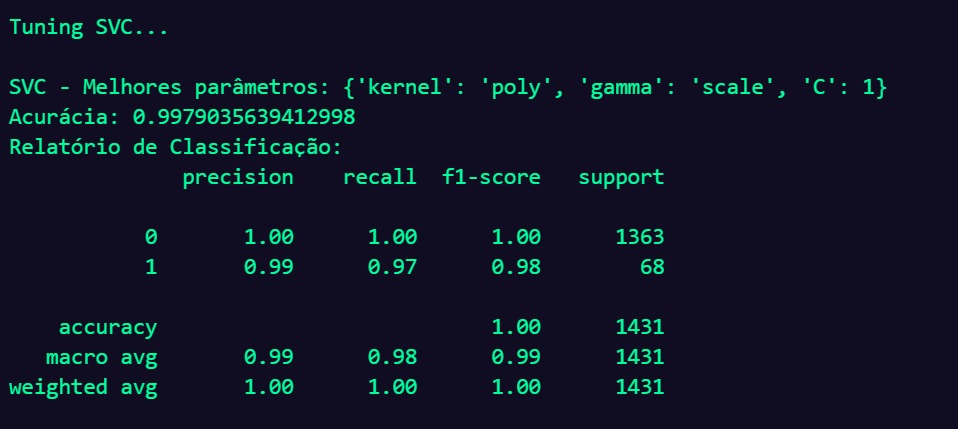 Tuning SVC...
SVC - Melhores parâmetros: {'kernel': 'poly', 'gamma': 'scale', 'C': 1}
Acurácia: 0.9979035639412998
Relatório de Classificação:
precision recall f1-score support
0 1.00 1.00 1.00 1363
1 0.99 0.97 0.98 68
accuracy 1.00 1431
macro avg 0.99 0.98 0.99 1431
weighted avg 1.00 1.00 1.00 1431